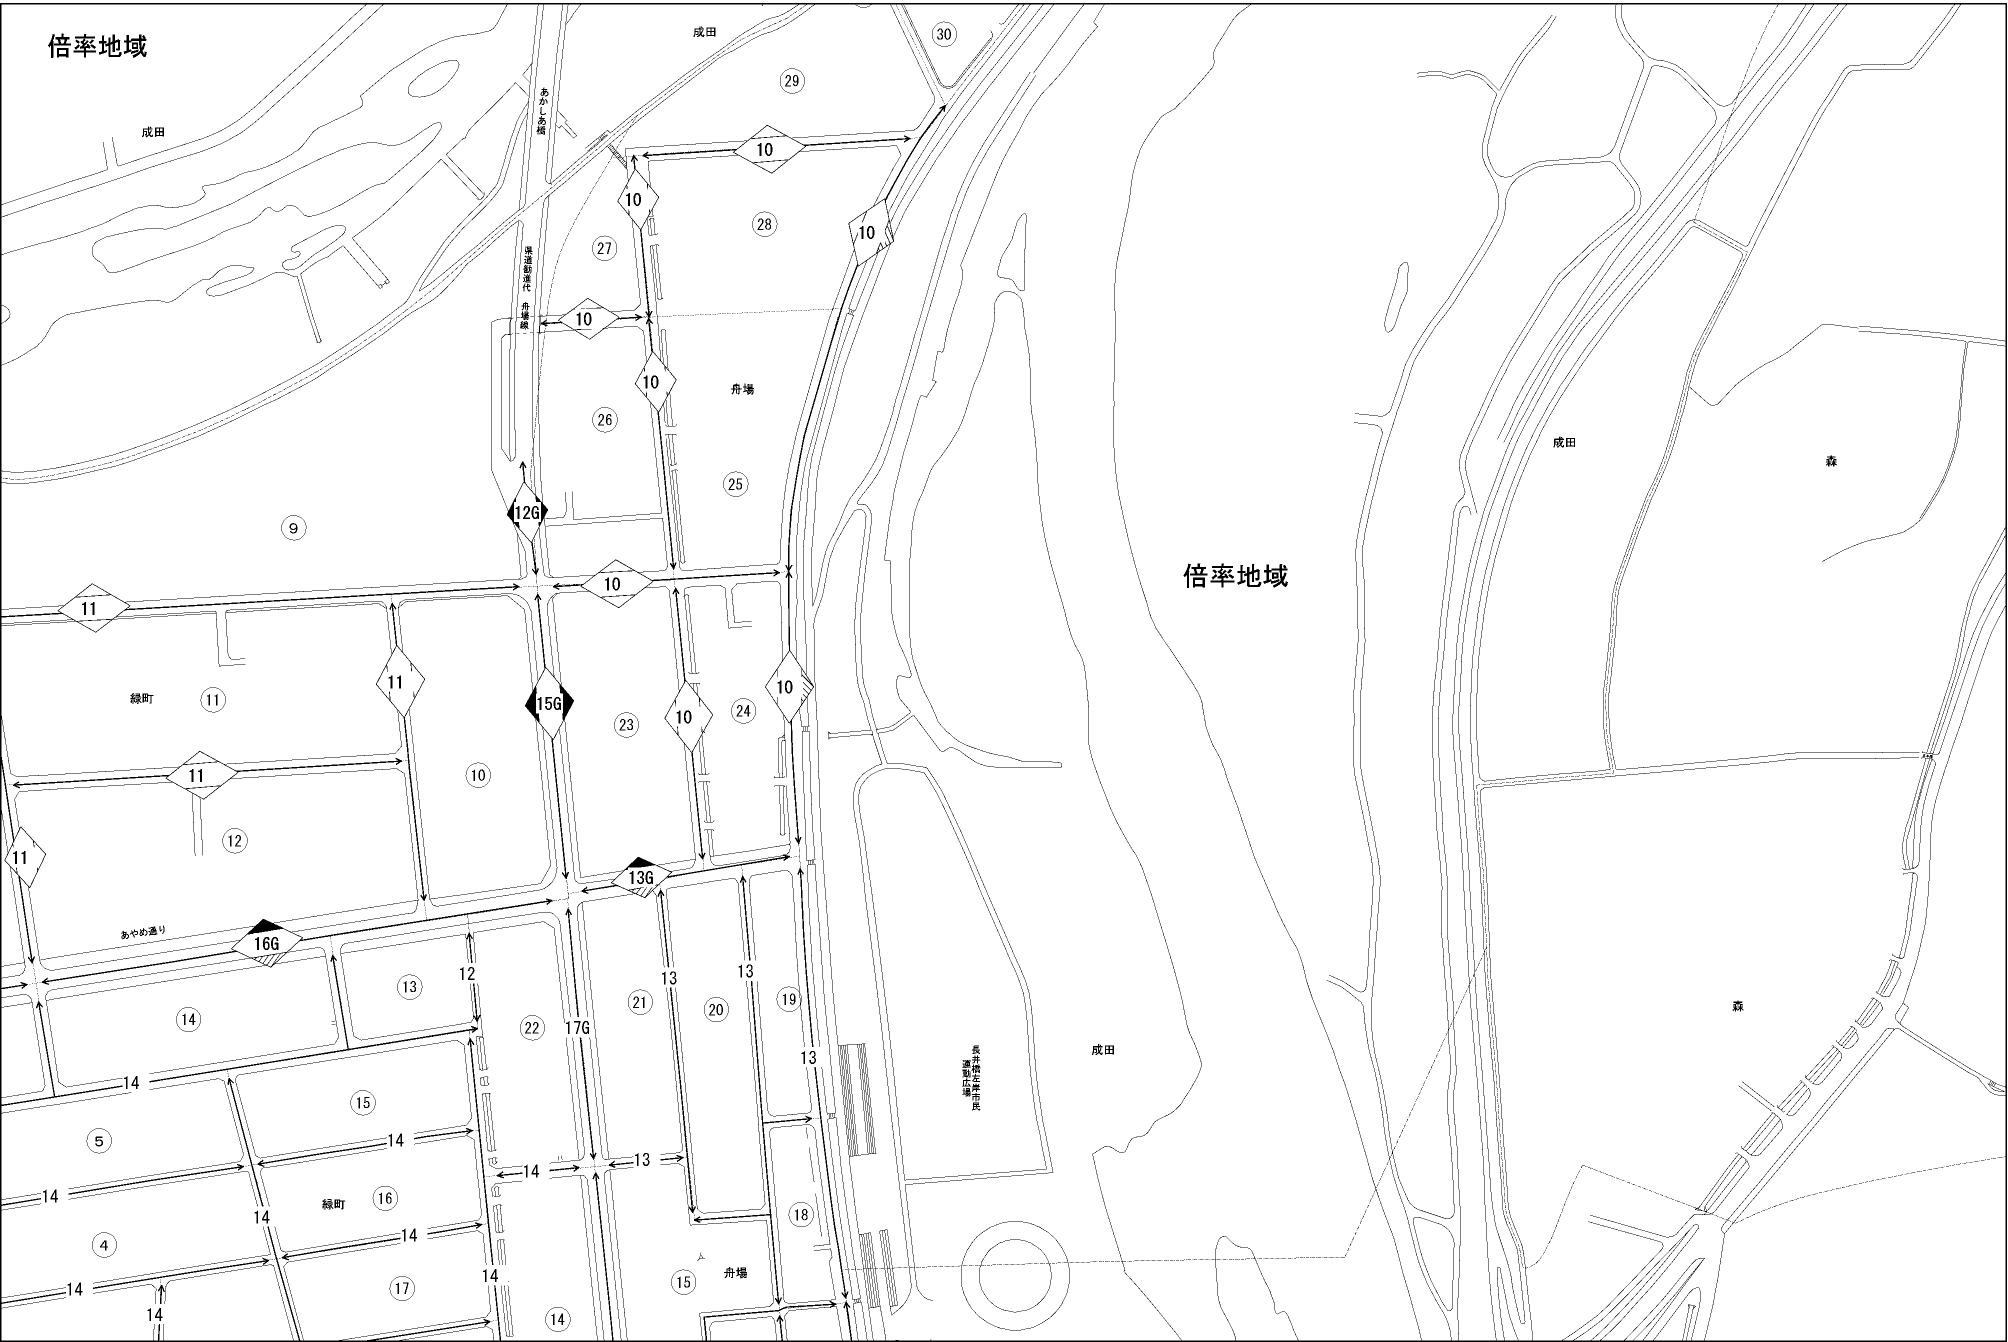 倍率地域
成田
30
29
あかしあ橋
成田
10
10
27
28
10
県道勧進代
舟場線
10
10
舟場
26
成田
森
25
12G
9
倍率地域
10
11
11
緑町
11
15G
10
10
24
23
11
10
12
11
13G
あやめ通り
16G
12
13
13
13
19
14
21
20
22
17G
13
14
15
長井橋左岸市民
運動広場
成田
森
5
14
14
13
14
14
緑町
16
14
18
14
4
14
14
14
17
15
舟場
14